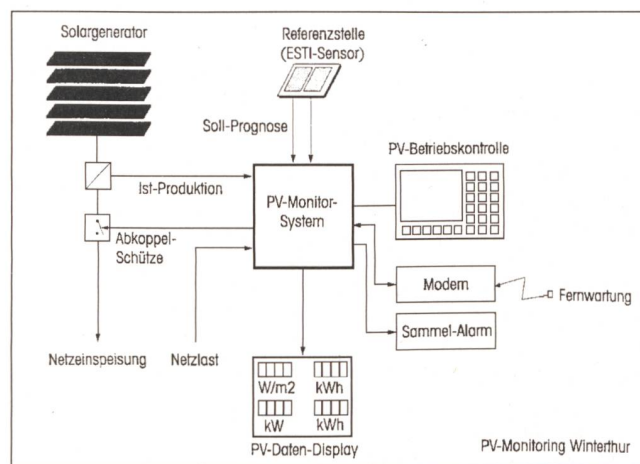 Solargenerator
Referenzstelle
(ESTI-Sensor)
Soll-Prognose
PV-Betriebskontrolle
Ist-Produktion
PV-Monitor-
System
Abkoppel-
Schütze
Modem
Fernwartung
Sammel-Alarm
Netzeinspeisung
Netzlast
W/m2
kWh
kW
kWh
PV-Daten-Display
PV-Monitoring Winterthur